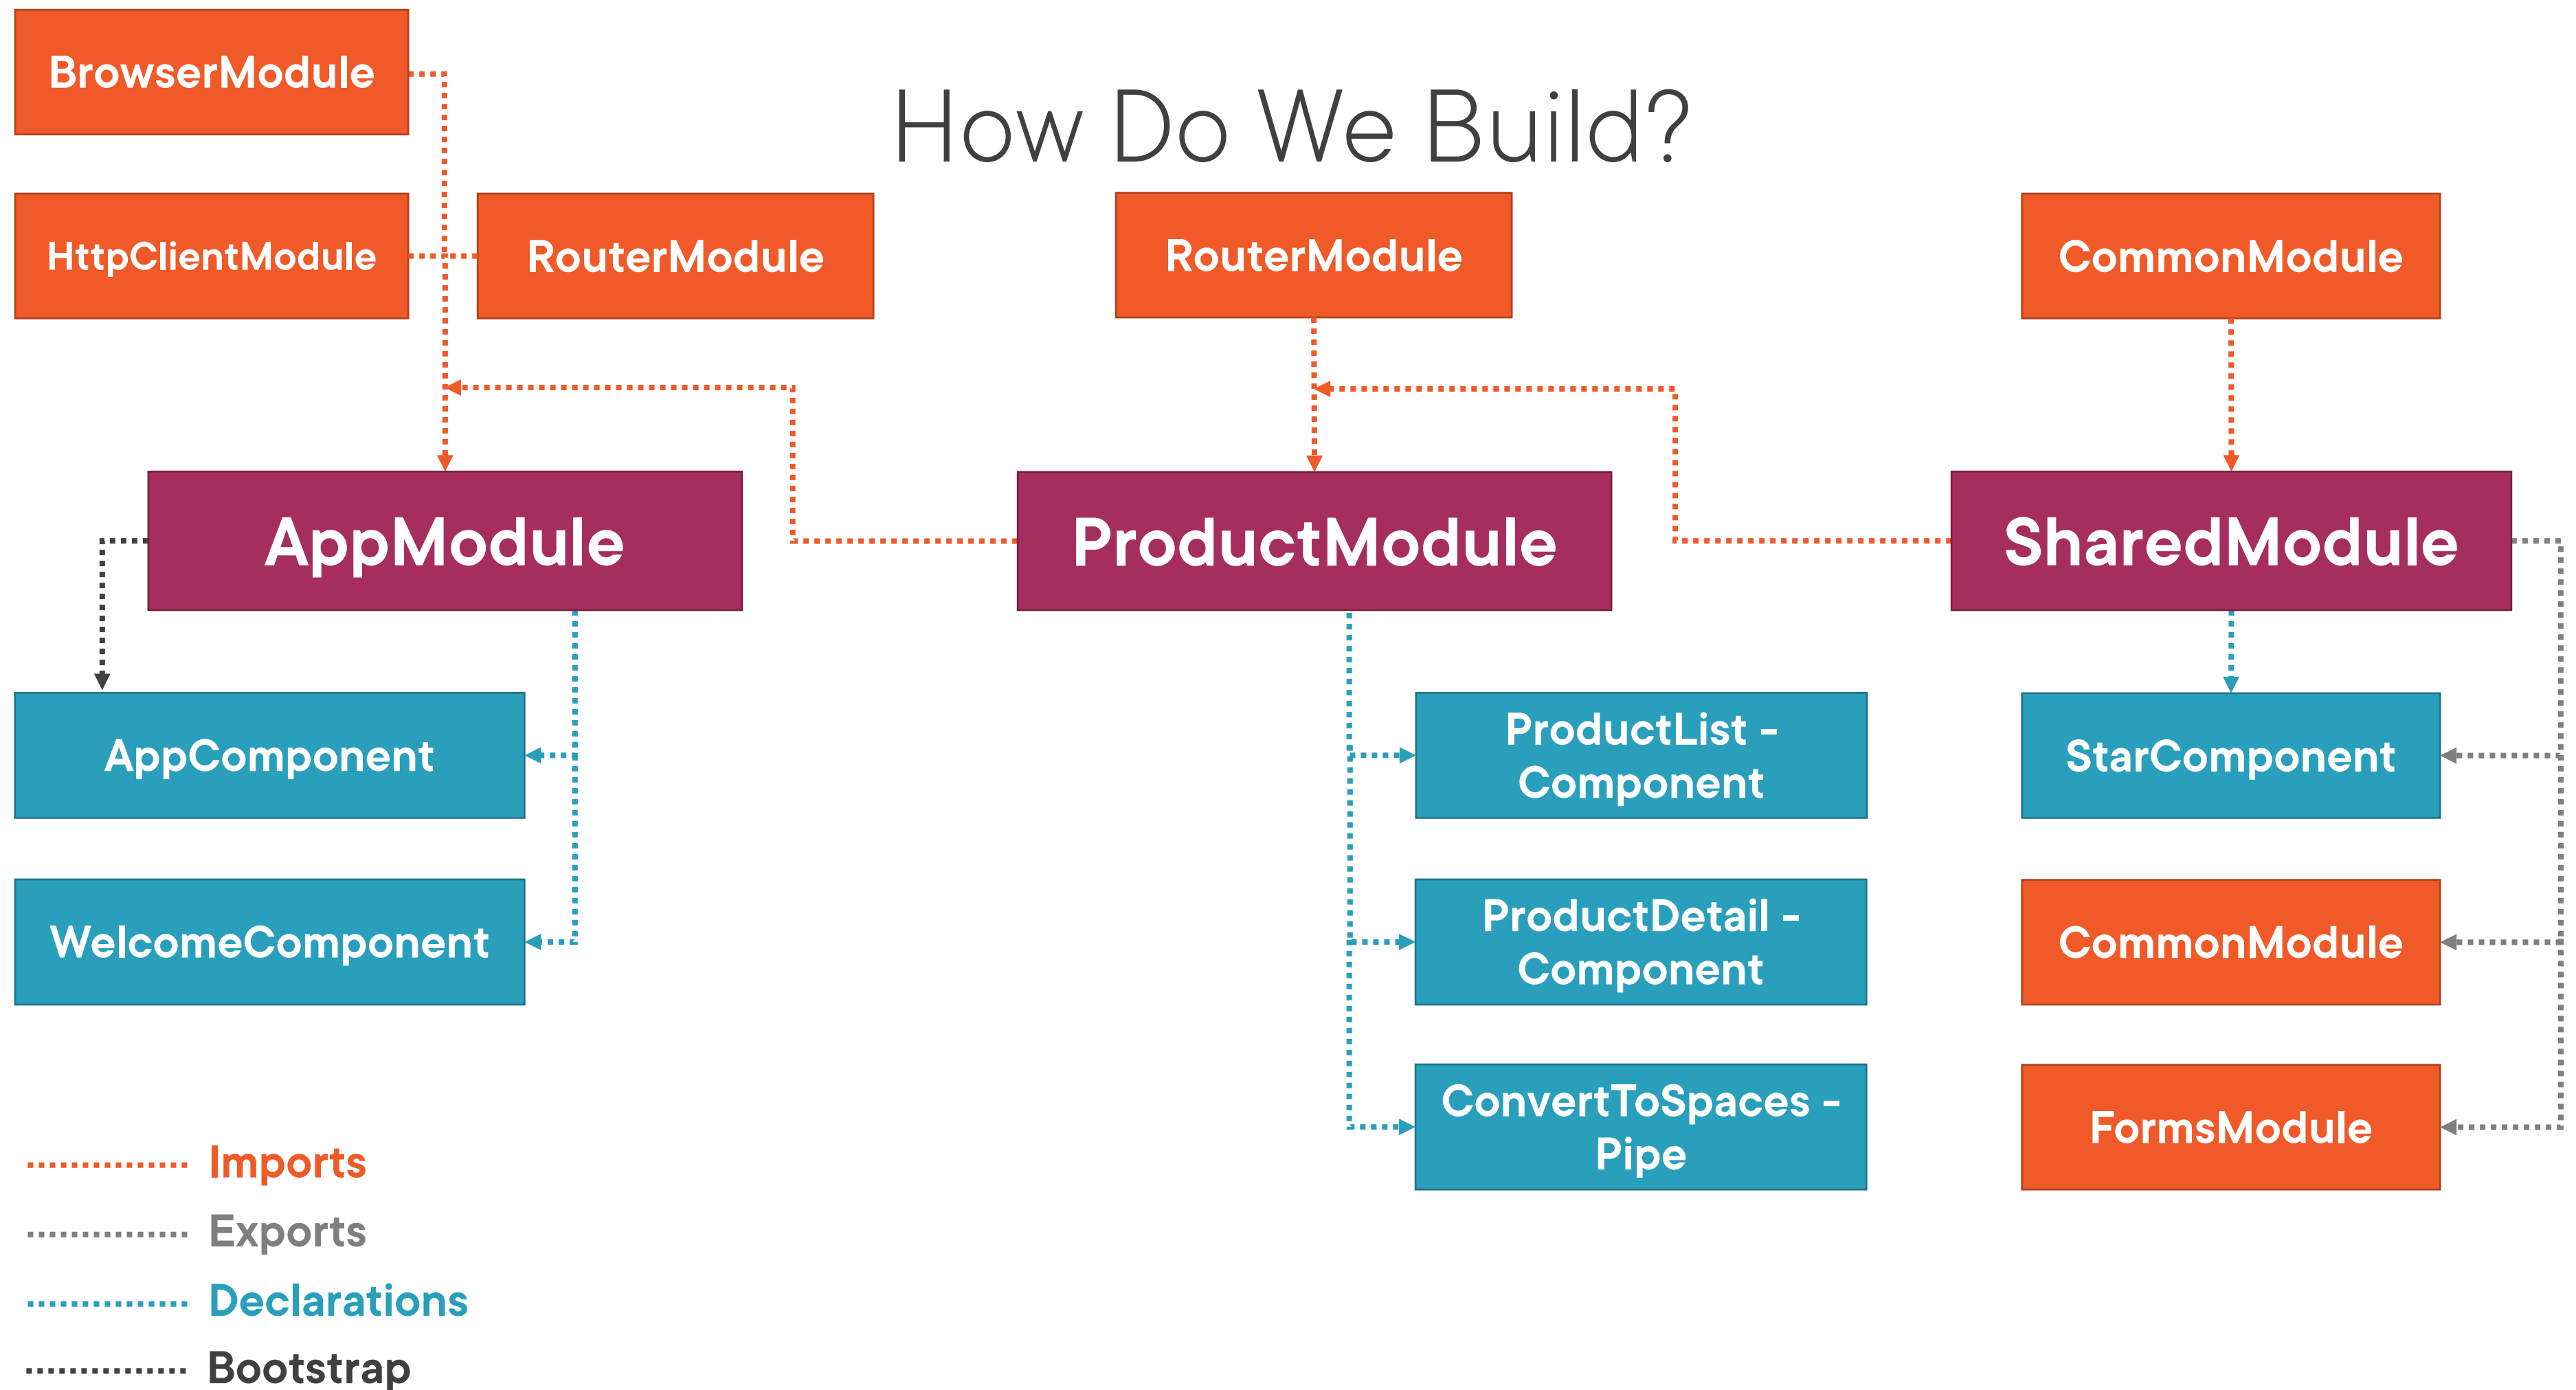 BrowserModule
How Do We Build?
HttpClientModule
RouterModule
RouterModule
CommonModule
AppModule
ProductModule
SharedModule
AppComponent
ProductList -
Component
StarComponent
WelcomeComponent
ProductDetail -
Component
CommonModule
ConvertToSpaces -
Pipe
FormsModule
Imports
Exports
Declarations
Bootstrap